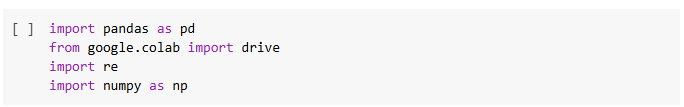 [ ] import pandas as pd
from google.colab import drive
import re
import numpy as np